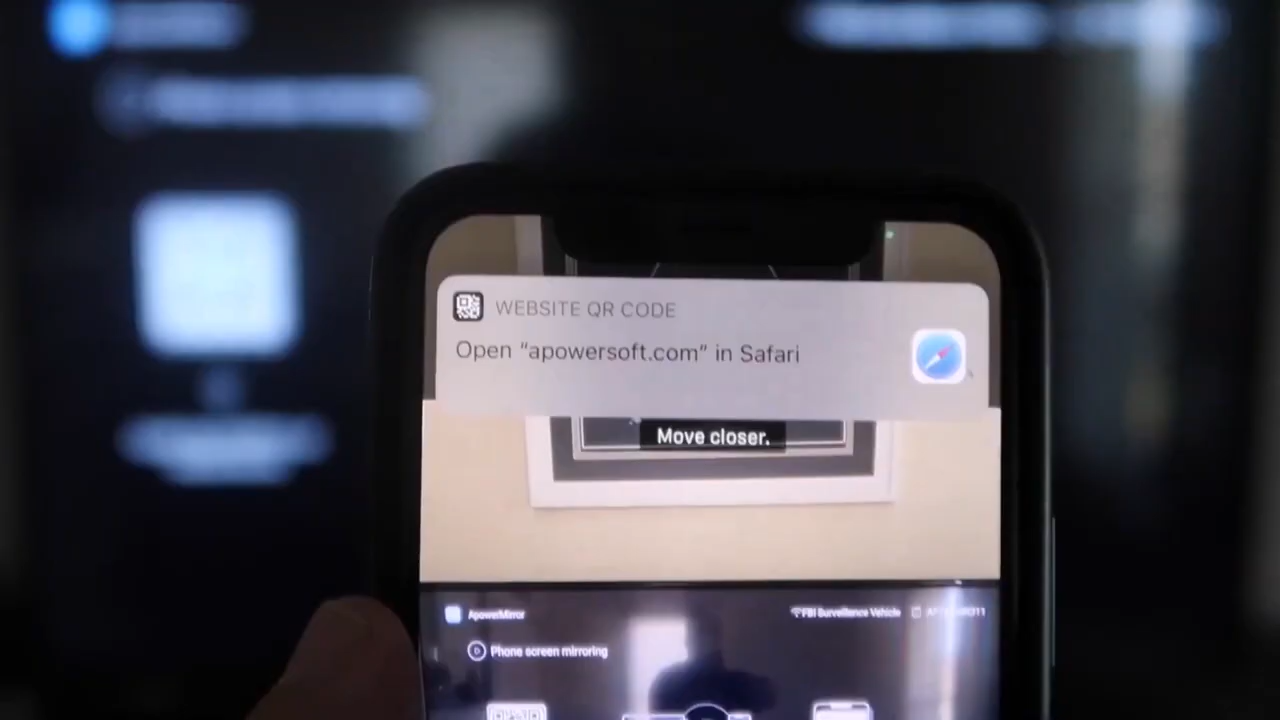 WEBSITE QR CODE
Open “apowersoft.com” in Safari
Move closer.
ApowerMirror
FBI Surveillance Vehicle
Phone screen mirroring